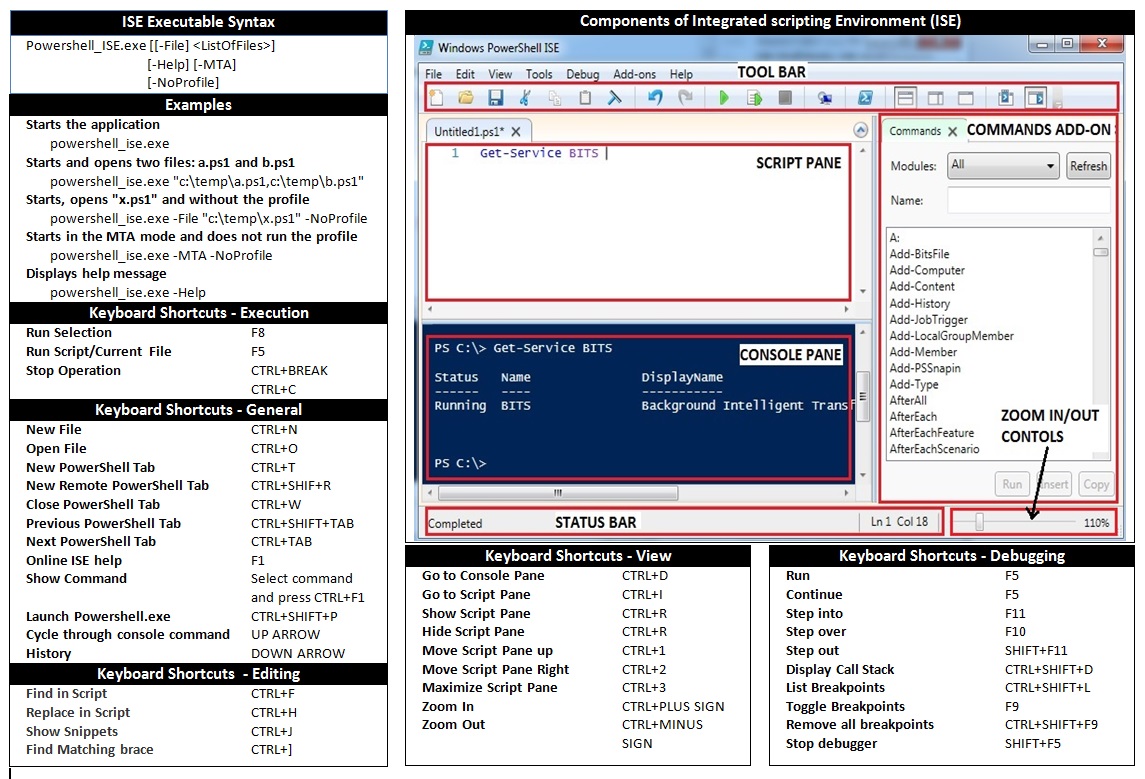 ISE Executable Syntax
Powershell_ISE.exe [[-File] <ListOfFiles>]
[-Help] [-MTA]
[-NoProfile]
Examples
Starts the application
powershell_ise.exe
Starts and opens two files: a.ps1 and b.ps1
powershell_ise.exe "c:\temp\a.ps1,c:\temp\b.ps1"
Starts, opens "x.ps1" and without the profile
powershell_ise.exe -File "c:\temp\x.ps1" -NoProfile
Starts in the MTA mode and does not run the profile
powershell_ise.exe -MTA -NoProfile
Displays help message
powershell_ise.exe -Help
Keyboard Shortcuts - Execution
Run Selection F8
Run Script/Current File F5
Stop Operation CTRL+BREAK
CTRL+C
Keyboard Shortcuts - General
New File CTRL+N
Open File CTRL+O
New PowerShell Tab CTRL+T
New Remote PowerShell Tab CTRL+SHIF+R
Close PowerShell Tab CTRL+W
Previous PowerShell Tab CTRL+SHIFT+TAB
Next PowerShell Tab CTRL+TAB
Online ISE help F1
Show Command Select command
and press CTRL+F1
Launch Powershell.exe CTRL+SHIFT+P
Cycle through console command UP ARROW
History DOWN ARROW
Keyboard Shortcuts - Editing
Find in Script CTRL+F
Replace in Script CTRL+H
Show Snippets CTRL+J
Find Matching brace CTRL+]
Components of Integrated scripting Environment (ISE)
Windows PowerShell ISE
File Edit View Tools Debug Add-ons Help TOOL BAR
Untitled1.ps1* X
1 Get-Service BITS
SCRIPT PANE
PS C:\> Get-Service BITS
CONSOLE PANE
Status Name DisplayName
------ ---- -----------
Running BITS Background Intelligent Transf
PS C:\>
Completed STATUS BAR Ln 1 Col 18
Commands X COMMANDS ADD-ON
Modules: All Refresh
Name:
A:
Add-BitsFile
Add-Computer
Add-Content
Add-History
Add-JobTrigger
Add-LocalGroupMember
Add-Member
Add-PSSnapin
Add-Type
AfterAll
AfterEach
AfterEachFeature
AfterEachScenario
ZOOM IN/OUT
CONTOLS
Run Insert Copy
110%
Keyboard Shortcuts - View
Go to Console Pane CTRL+D
Go to Script Pane CTRL+I
Show Script Pane CTRL+R
Hide Script Pane CTRL+R
Move Script Pane up CTRL+1
Move Script Pane Right CTRL+2
Maximize Script Pane CTRL+3
Zoom In CTRL+PLUS SIGN
Zoom Out CTRL+MINUS
SIGN
Keyboard Shortcuts - Debugging
Run F5
Continue F5
Step into F11
Step over F10
Step out SHIFT+F11
Display Call Stack CTRL+SHIFT+D
List Breakpoints CTRL+SHIFT+L
Toggle Breakpoints F9
Remove all breakpoints CTRL+SHIFT+F9
Stop debugger SHIFT+F5